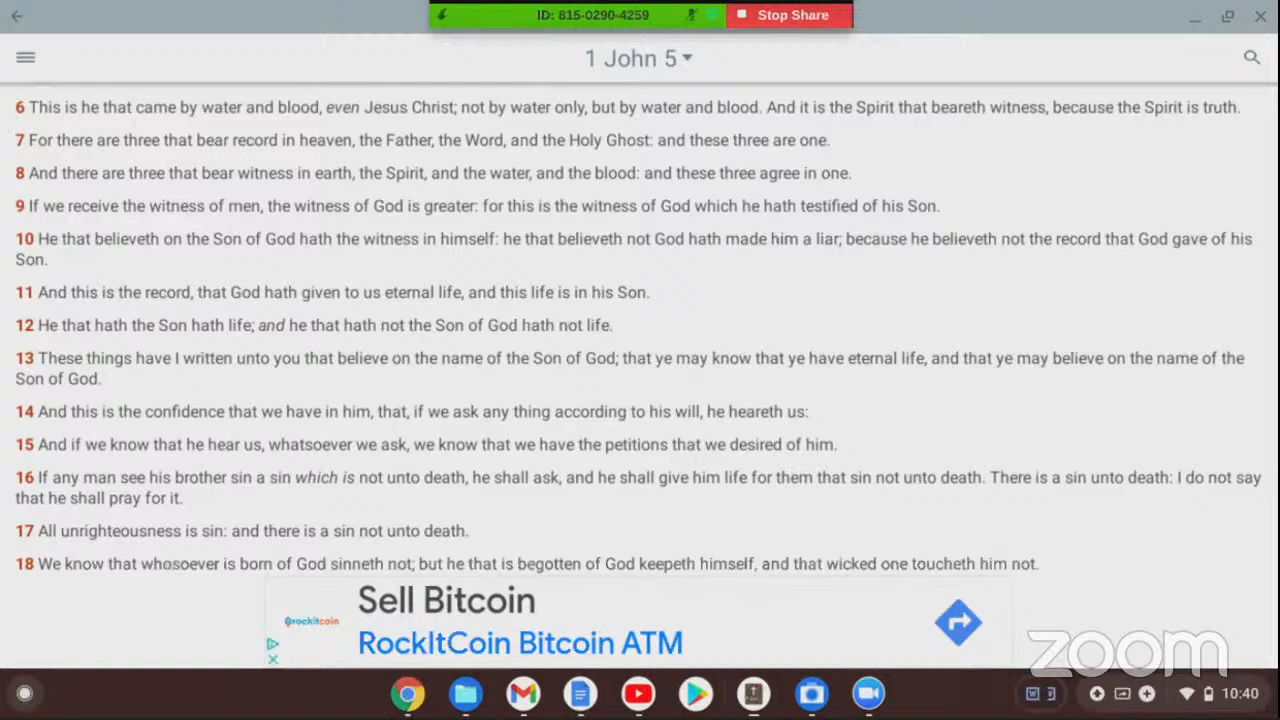 ID: 815-0290-4259 Stop Share
1 John 5
6 This is he that came by water and blood, even Jesus Christ; not by water only, but by water and blood. And it is the Spirit that beareth witness, because the Spirit is truth.
7 For there are three that bear record in heaven, the Father, the Word, and the Holy Ghost: and these three are one.
8 And there are three that bear witness in earth, the Spirit, and the water, and the blood: and these three agree in one.
9 If we receive the witness of men, the witness of God is greater: for this is the witness of God which he hath testified of his Son.
10 He that believeth on the Son of God hath the witness in himself: he that believeth not God hath made him a liar; because he believeth not the record that God gave of his
Son.
11 And this is the record, that God hath given to us eternal life, and this life is in his Son.
12 He that hath the Son hath life; and he that hath not the Son of God hath not life.
13 These things have I written unto you that believe on the name of the Son of God; that ye may know that ye have eternal life, and that ye may believe on the name of the
Son of God.
14 And this is the confidence that we have in him, that, if we ask any thing according to his will, he heareth us:
15 And if we know that he hear us, whatsoever we ask, we know that we have the petitions that we desired of him.
16 If any man see his brother sin a sin which is not unto death, he shall ask, and he shall give him life for them that sin not unto death. There is a sin unto death: I do not say
that he shall pray for it.
17 All unrighteousness is sin: and there is a sin not unto death.
18 We know that whosoever is born of God sinneth not; but he that is begotten of God keepeth himself, and that wicked one toucheth him not.
Sell Bitcoin
rockitcoin
RockItCoin Bitcoin ATM
zoom
10:40